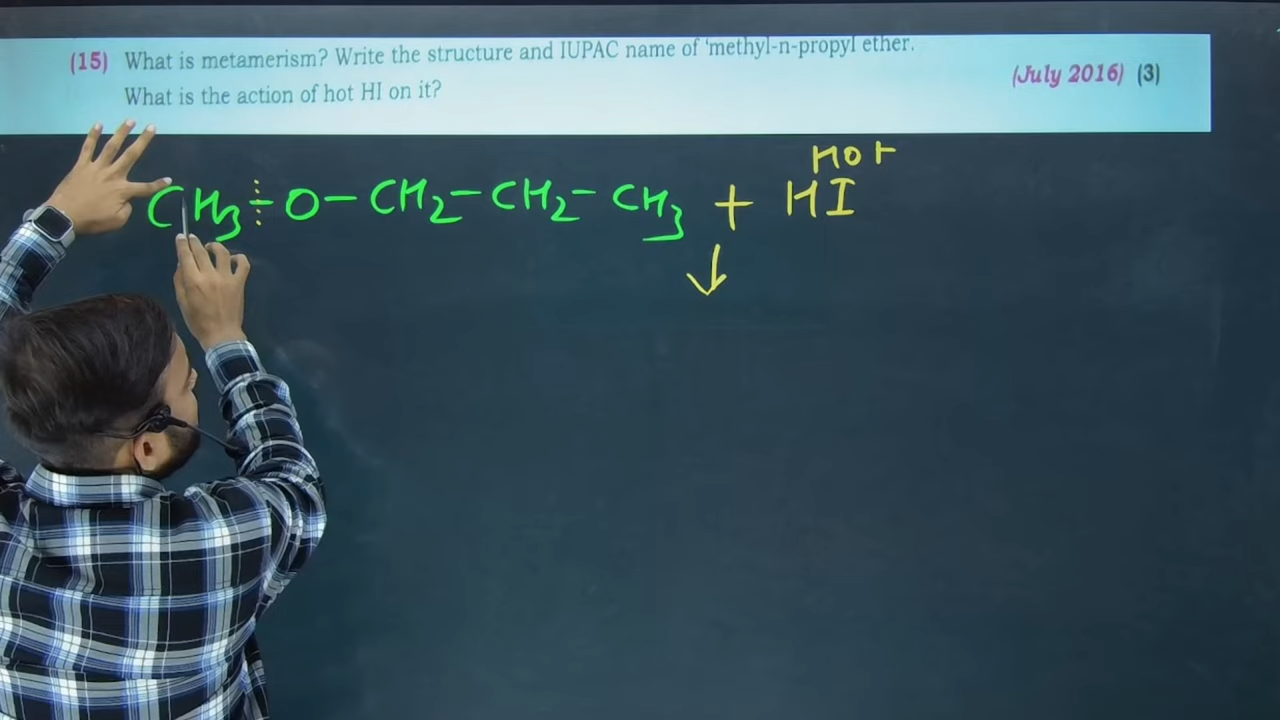 (15) What is metamerism? Write the structure and IUPAC name of 'methyl-n-propyl ether.
What is the action of hot HI on it?
(July 2016) (3)
Hot
CH3 - O - CH2 - CH2 - CH3 + HI
↓